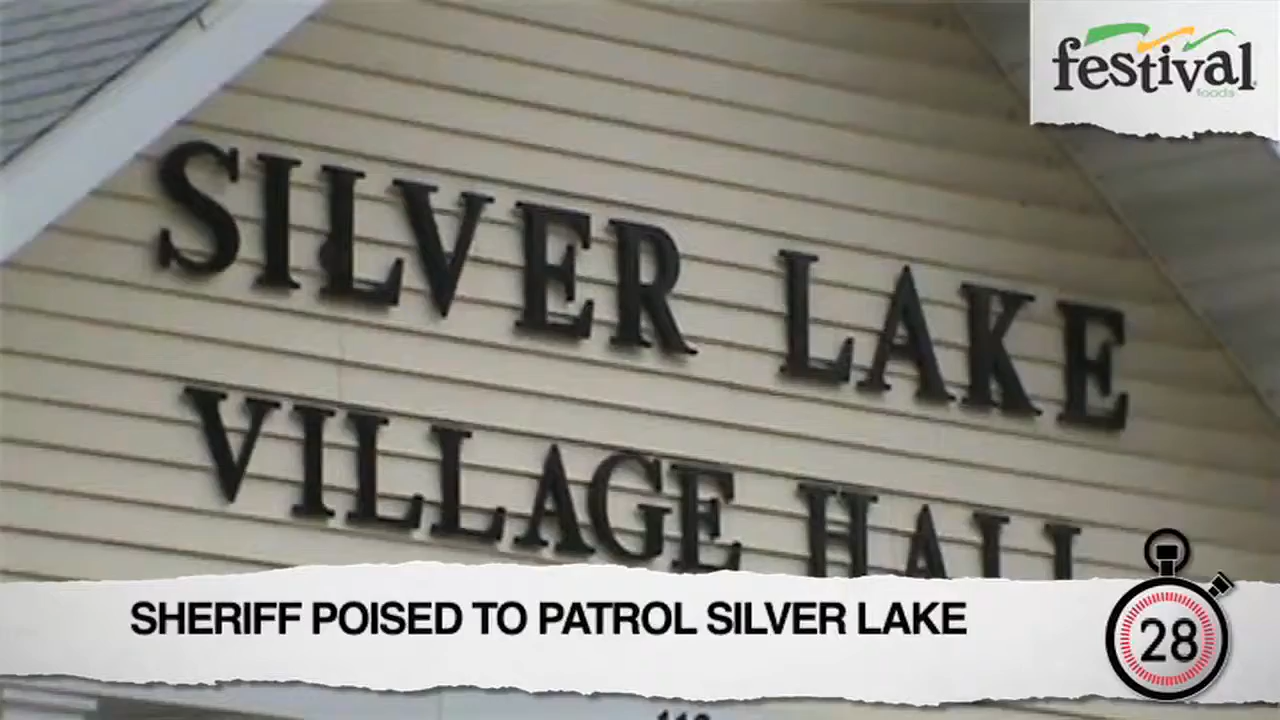 festival
foods
SILVER LAKE
VILLAGE HALL
SHERIFF POISED TO PATROL SILVER LAKE
28